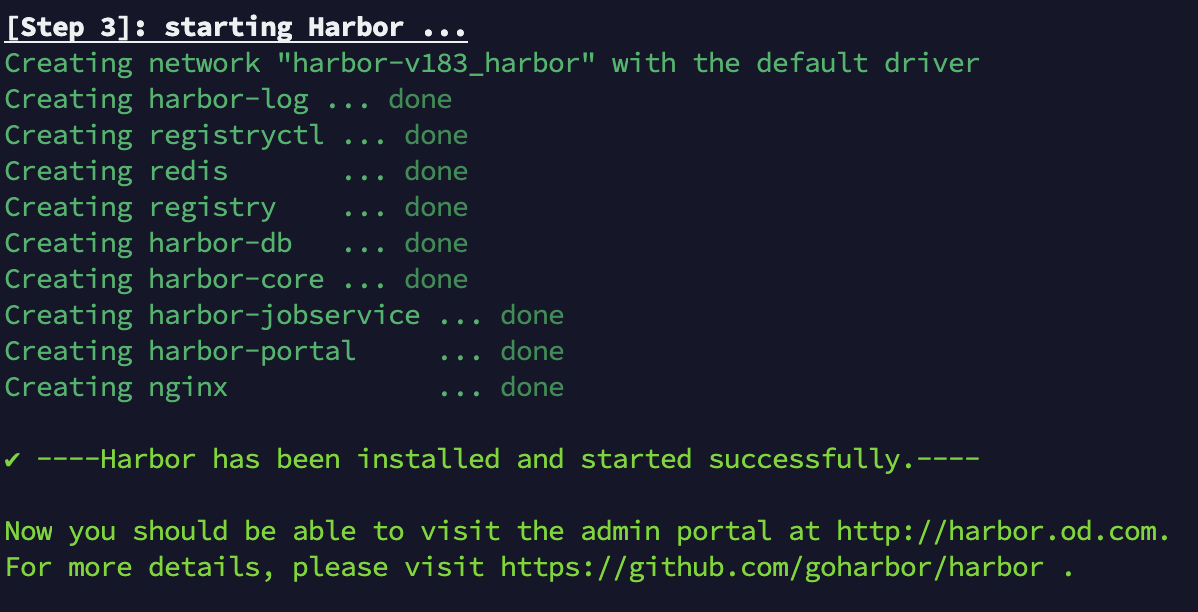 [Step 3]: starting Harbor ...
Creating network "harbor-v183_harbor" with the default driver
Creating harbor-log ... done
Creating registryctl ... done
Creating redis       ... done
Creating registry    ... done
Creating harbor-db   ... done
Creating harbor-core ... done
Creating harbor-jobservice ... done
Creating harbor-portal     ... done
Creating nginx             ... done
✔ ----Harbor has been installed and started successfully.----
Now you should be able to visit the admin portal at http://harbor.od.com.
For more details, please visit https://github.com/goharbor/harbor .